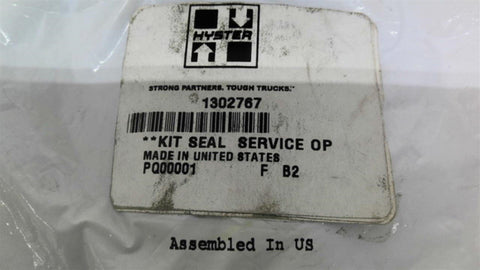 HYSTER
STRONG PARTNERS. TOUGH TRUCKS.™
1302767
**KIT SEAL SERVICE OP
MADE IN UNITED STATES
PQ00001 F B2
Assembled In US